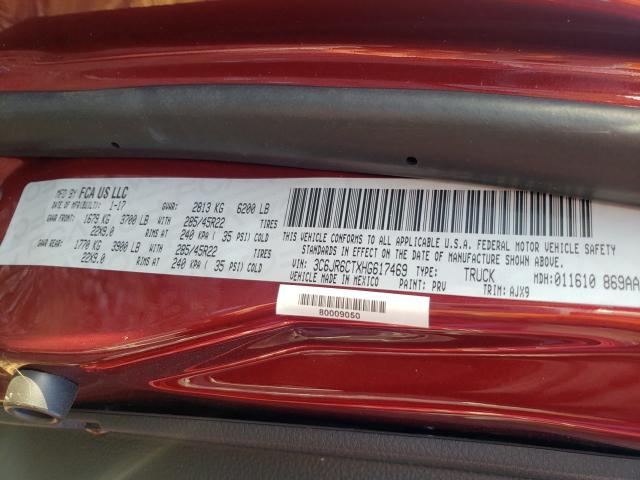 MFD BY FCA US LLC
DATE OF MFR(BUILT): 1-17 GVWR: 2813 KG 6200 LB
GAWR FRONT: 1679 KG 3700 LB WITH 285/45R22 TIRES
22X9.0 RIMS AT 240 KPA ( 35 PSI) COLD
GAWR REAR: 1770 KG 3900 LB WITH 285/45R22 TIRES
22X9.0 RIMS AT 240 KPA ( 35 PSI) COLD
THIS VEHICLE CONFORMS TO ALL APPLICABLE U.S.A. FEDERAL MOTOR VEHICLE SAFETY
STANDARDS IN EFFECT ON THE DATE OF MANUFACTURE SHOWN ABOVE.
VIN: 3C6JR6CTXHG617469 TYPE: TRUCK MDH:011610 869AA
VEHICLE MADE IN MEXICO PAINT: PRV TRIM: AJX9
80009050